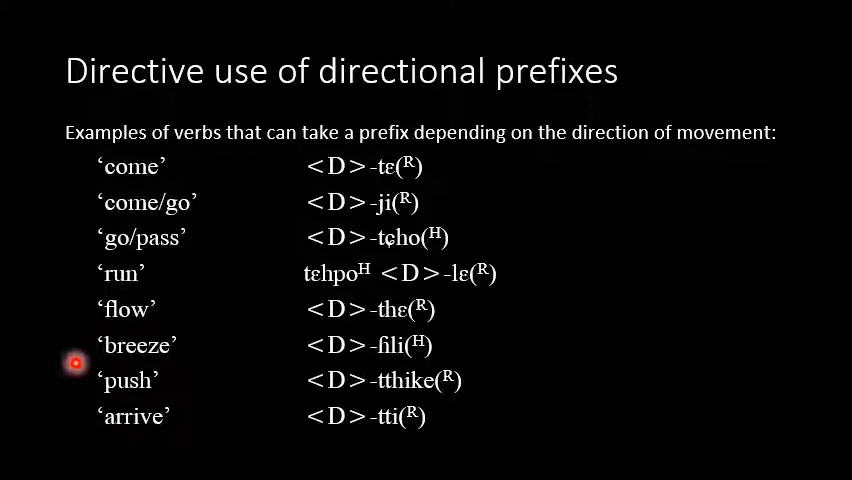 Directive use of directional prefixes
Examples of verbs that can take a prefix depending on the direction of movement:
‘come’ <D>-tɛ(ᴿ)
‘come/go’ <D>-ji(ᴿ)
‘go/pass’ <D>-tɕho(ᴴ)
‘run’ tɛhpoᴴ <D>-lɛ(ᴿ)
‘flow’ <D>-thɛ(ᴿ)
‘breeze’ <D>-ɦli(ᴴ)
‘push’ <D>-tthike(ᴿ)
‘arrive’ <D>-tti(ᴿ)